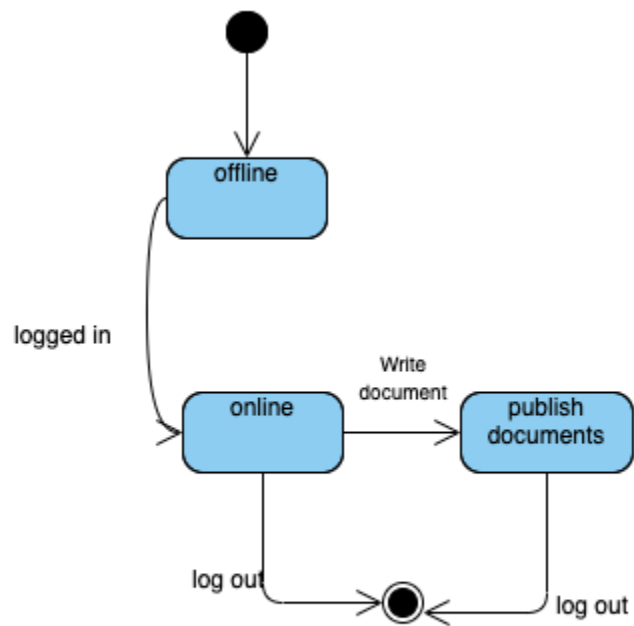 offline
logged in
Write
document
online
publish
documents
log out
log out